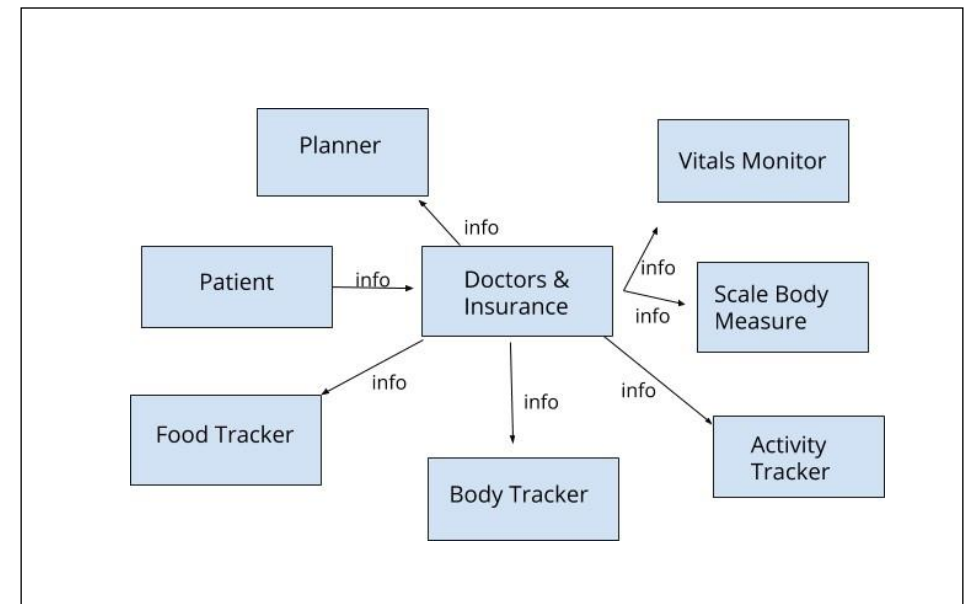 Planner
Vitals Monitor
info
Patient
info
Doctors &
Insurance
info
info
Scale Body
Measure
info
info
info
Food Tracker
Body Tracker
Activity
Tracker